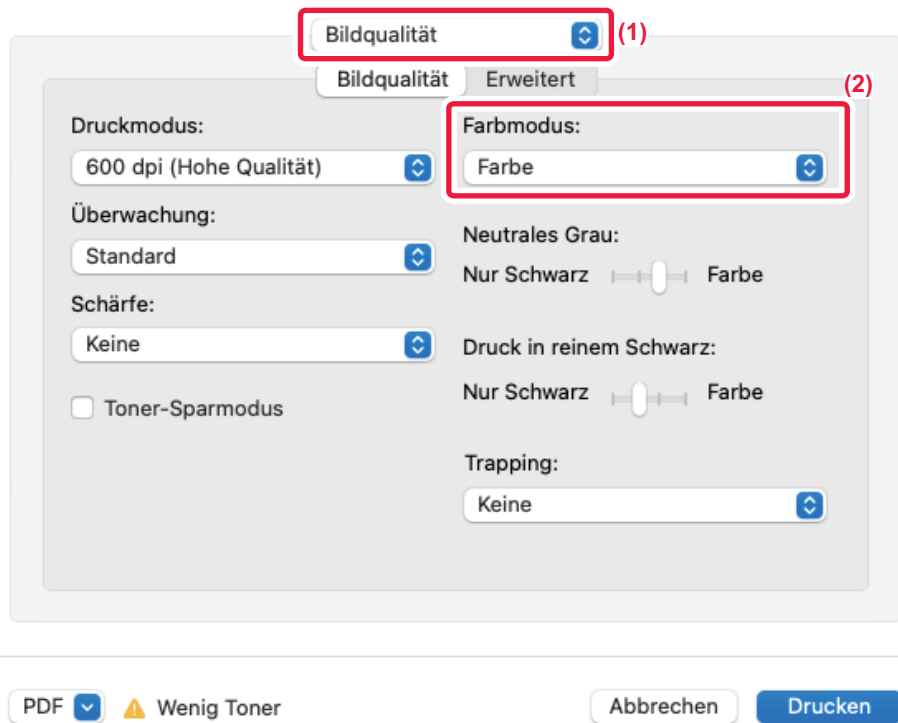 Bildqualität (1)
Bildqualität Erweitert
(2)
Druckmodus:
600 dpi (Hohe Qualität)
Überwachung:
Standard
Schärfe:
Keine
Toner-Sparmodus
Farbmodus:
Farbe
Neutrales Grau:
Nur Schwarz Farbe
Druck in reinem Schwarz:
Nur Schwarz Farbe
Trapping:
Keine
PDF Wenig Toner Abbrechen Drucken